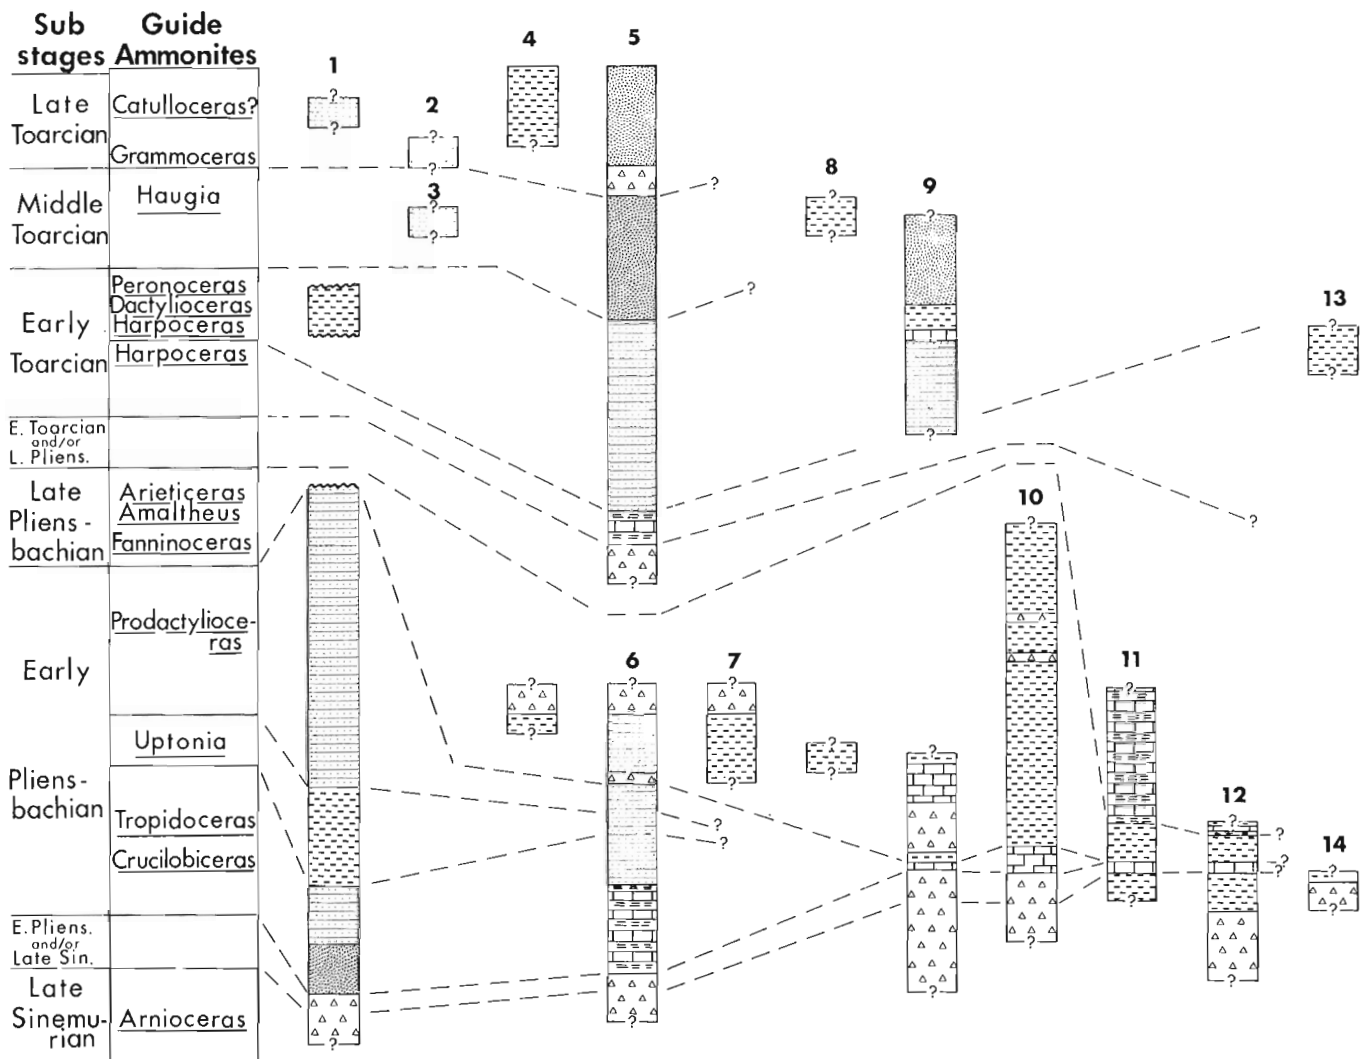 Sub
stages
Guide
Ammonites
Late
Toarcian
Catulloceras?
Grammoceras
Middle
Toarcian
Haugia
Early
Toarcian
Peronoceras
Dactylioceras
Harpoceras
Harpoceras
E. Toarcian
and/or
L. Pliens.
Late
Pliens-
bachian
Arieticeras
Amaltheus
Fanninoceras
Early
Pliens-
bachian
Prodactylioce-
ras
Uptonia
Tropidoceras
Crucilobiceras
E. Pliens.
and/or
Late Sin.
Late
Sinemu-
rian
Arnioceras
1
?
?
2
?
?
3
?
?
4
?
5
?
?
?
8
?
?
9
?
?
13
?
?
?
10
?
?
?
?
6
?
?
?
?
7
?
?
?
?
?
?
11
?
?
12
?
?
?
?
?
14
?
?
?